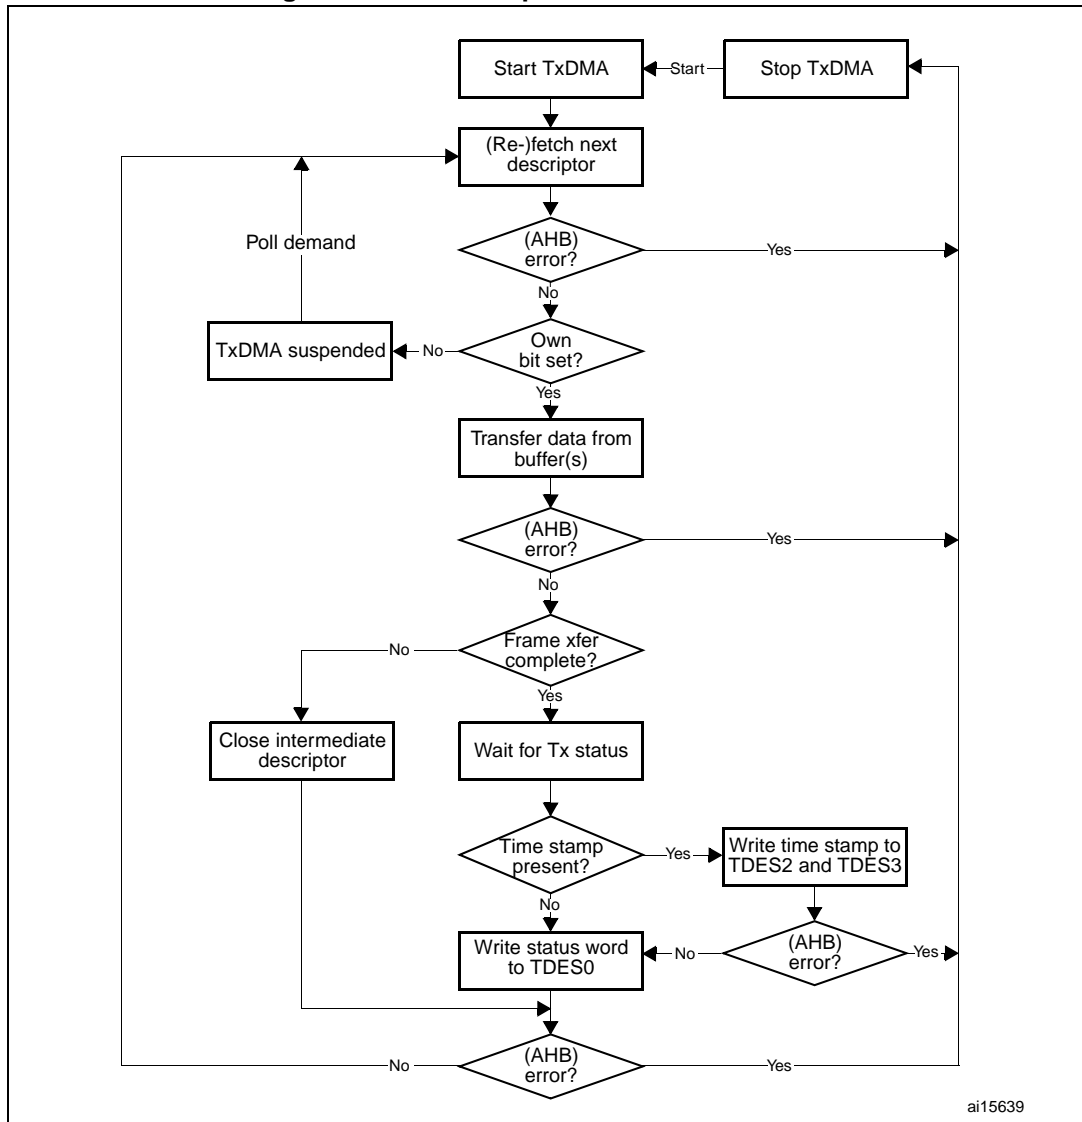 Start TxDMA
Start
Stop TxDMA
(Re-)fetch next
descriptor
Poll demand
(AHB)
error?
Yes
No
TxDMA suspended
No
Own
bit set?
Yes
Transfer data from
buffer(s)
(AHB)
error?
Yes
No
No
Frame xfer
complete?
Yes
Close intermediate
descriptor
Wait for Tx status
Time stamp
present?
Yes
Write time stamp to
TDES2 and TDES3
No
Write status word
to TDES0
No
(AHB)
error?
Yes
No
(AHB)
error?
Yes
ai15639